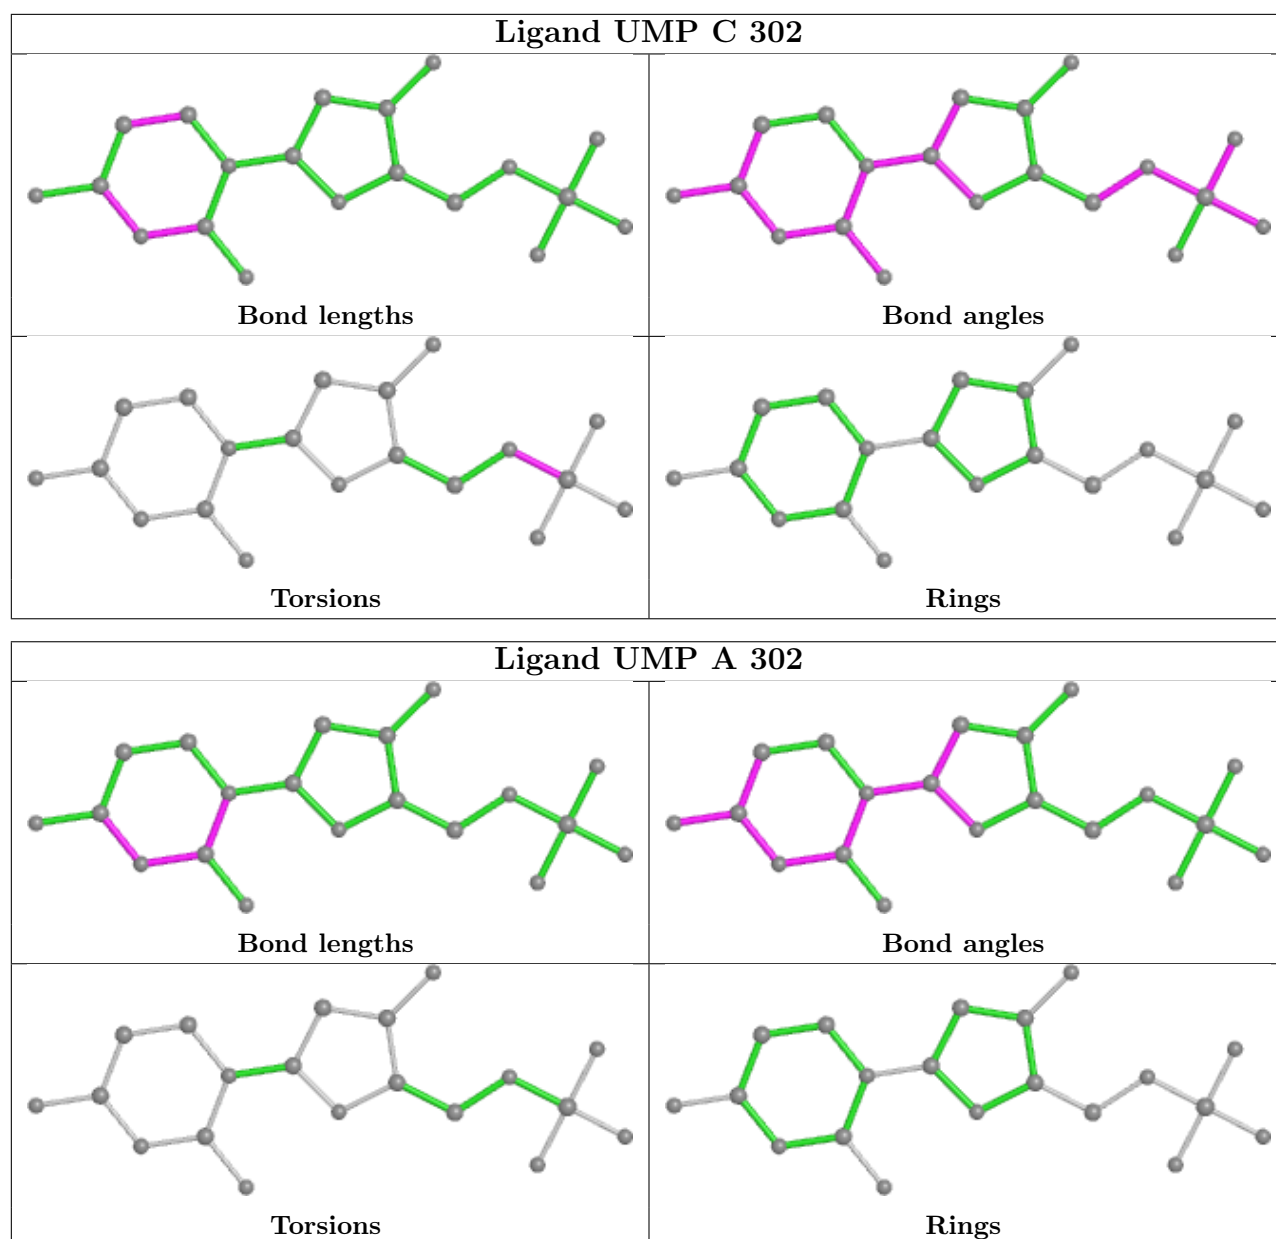 Ligand UMP C 302
Bond lengths
Bond angles
Torsions
Rings
Ligand UMP A 302
Bond lengths
Bond angles
Torsions
Rings